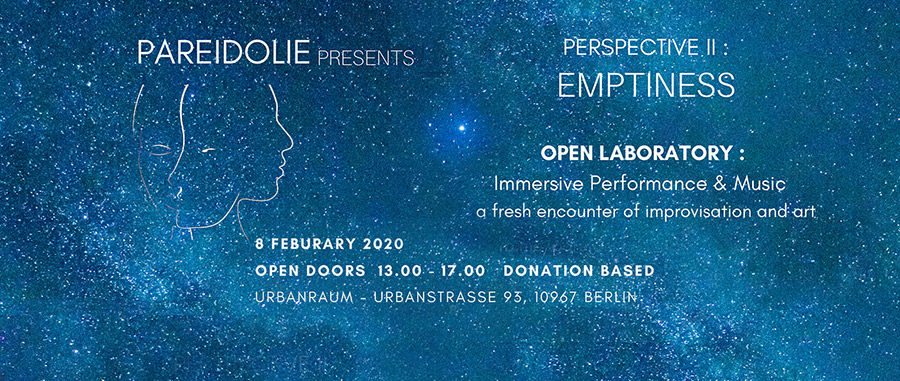 PAREIDOLIE PRESENTS
PERSPECTIVE II :
EMPTINESS
OPEN LABORATORY :
Immersive Performance & Music
a fresh encounter of improvisation and art
8 FEBURARY 2020
OPEN DOORS 13.00 - 17.00 DONATION BASED
URBANRAUM - URBANSTRASSE 93, 10967 BERLIN